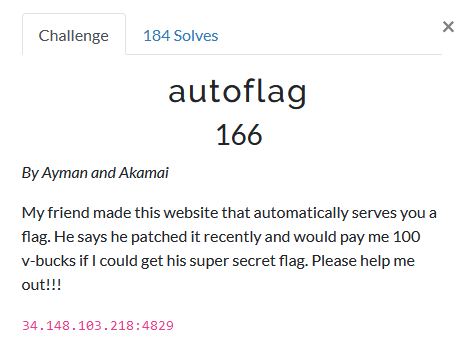 Challenge
184 Solves
×
autoflag
166
By Ayman and Akamai
My friend made this website that automatically serves you a
flag. He says he patched it recently and would pay me 100
v-bucks if I could get his super secret flag. Please help me
out!!!
34.148.103.218:4829